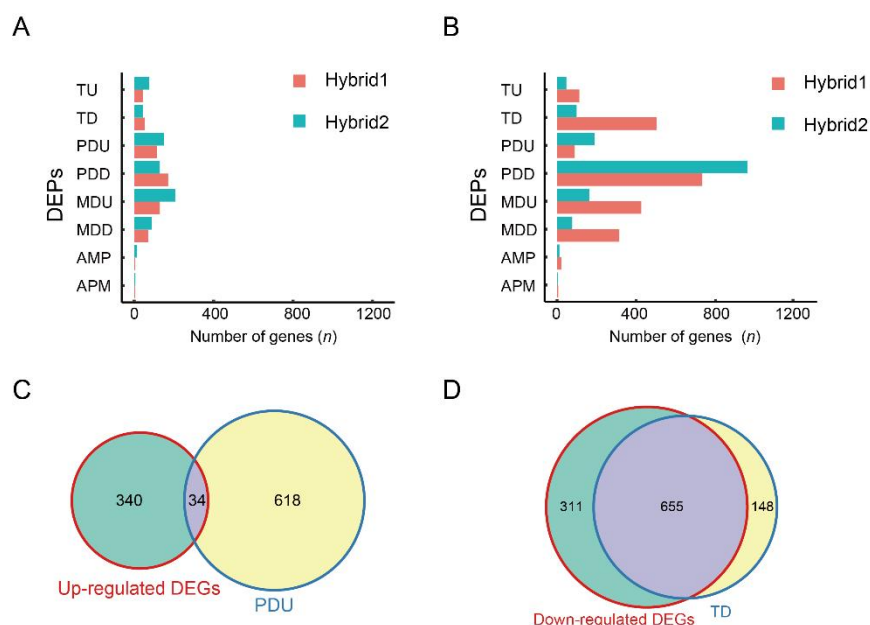 A
DEPs
TU
TD
PDU
PDD
MDU
MDD
AMP
APM
Hybrid1
Hybrid2
0 400 800 1200
Number of genes (n)
B
DEPs
TU
TD
PDU
PDD
MDU
MDD
AMP
APM
Hybrid1
Hybrid2
0 400 800 1200
Number of genes (n)
C
340 34 618
Up-regulated DEGs
PDU
D
311 655 148
Down-regulated DEGs
TD